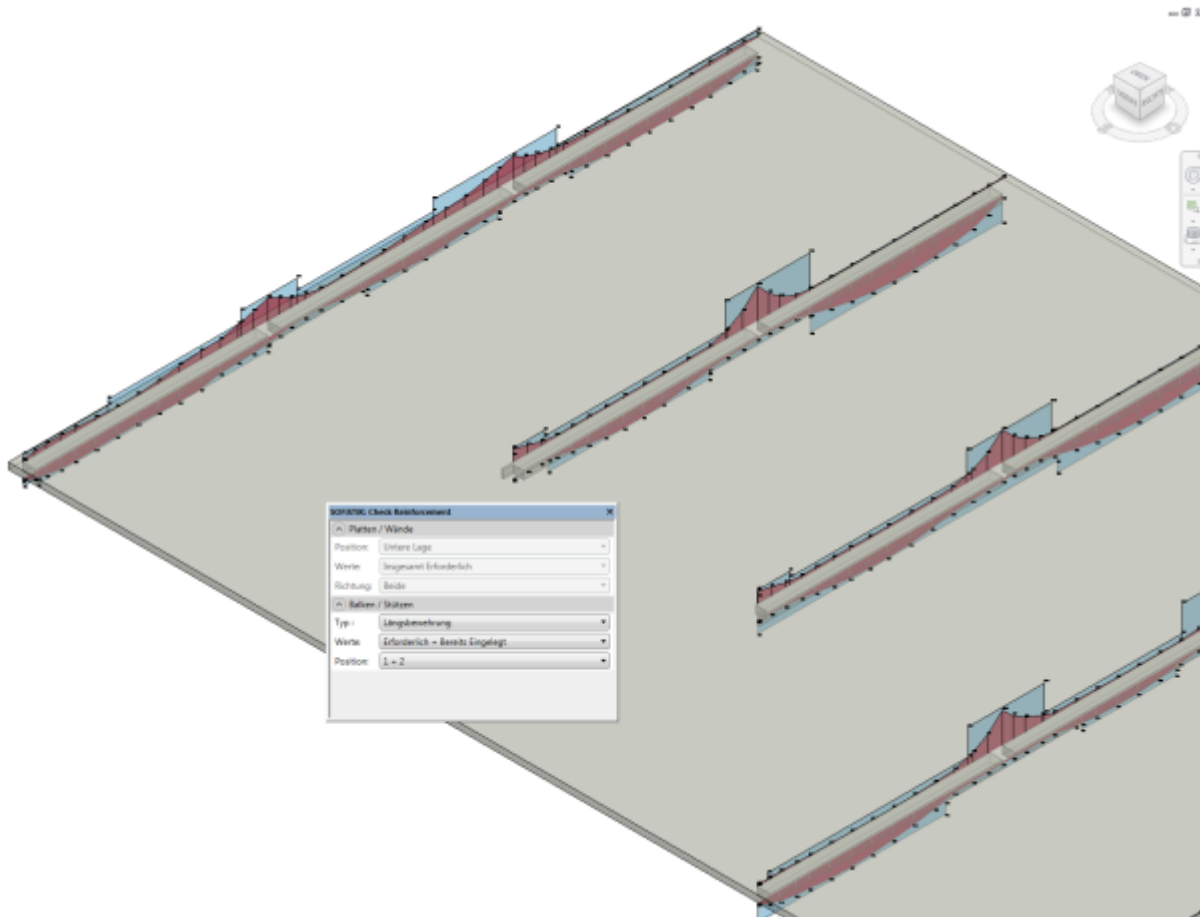 SOFiSTiK: Check Reinforcement
Platten / Wände
Position: Untere Lage
Werte: Insgesamt Erforderlich
Richtung: Beide
Balken / Stützen
Typ: Längsbewehrung
Werte: Erforderlich + Bereits Eingelegt
Position: 1 + 2